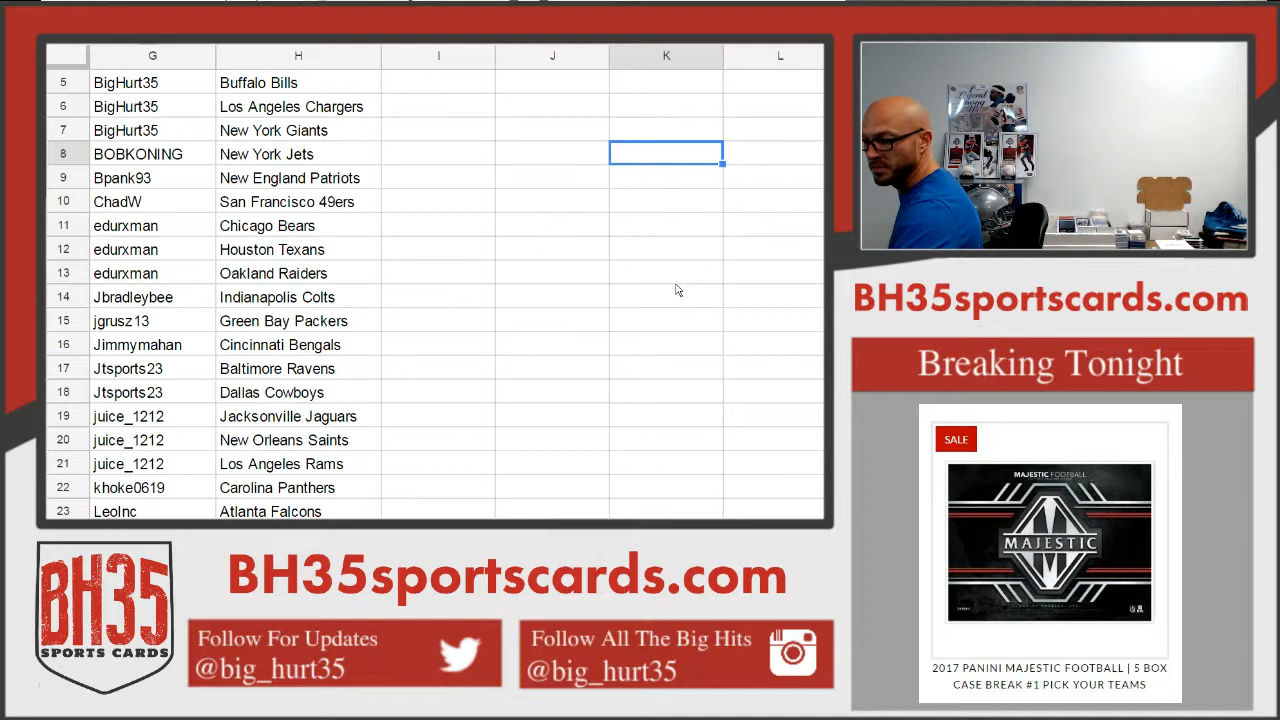 G H I J K L
5 BigHurt35 Buffalo Bills
6 BigHurt35 Los Angeles Chargers
7 BigHurt35 New York Giants
8 BOBKONING New York Jets
9 Bpank93 New England Patriots
10 ChadW San Francisco 49ers
11 edurxman Chicago Bears
12 edurxman Houston Texans
13 edurxman Oakland Raiders
14 Jbradleybee Indianapolis Colts
15 jgrusz13 Green Bay Packers
16 Jimmymahan Cincinnati Bengals
17 Jtsports23 Baltimore Ravens
18 Jtsports23 Dallas Cowboys
19 juice_1212 Jacksonville Jaguars
20 juice_1212 New Orleans Saints
21 juice_1212 Los Angeles Rams
22 khoke0619 Carolina Panthers
23 LeoInc Atlanta Falcons
BH35sportscards.com
Breaking Tonight
SALE
MAJESTIC FOOTBALL
MAJESTIC
2017 PANINI MAJESTIC FOOTBALL | 5 BOX
CASE BREAK #1 PICK YOUR TEAMS
BH35
SPORTS CARDS
BH35sportscards.com
Follow For Updates
@big_hurt35
Follow All The Big Hits
@big_hurt35